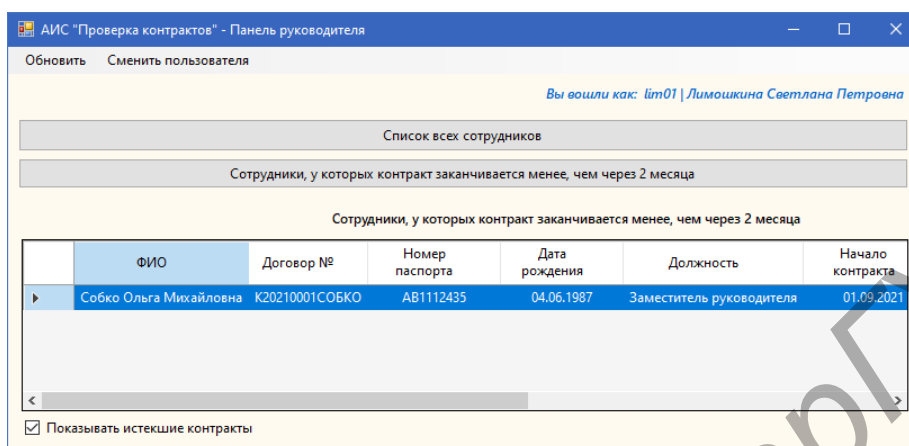 АИС "Проверка контрактов" - Панель руководителя
Обновить Сменить пользователя
Вы вошли как: lim01 | Лимошкина Светлана Петровна
Список всех сотрудников
Сотрудники, у которых контракт заканчивается менее, чем через 2 месяца
Сотрудники, у которых контракт заканчивается менее, чем через 2 месяца
ФИО Договор № Номер паспорта Дата рождения Должность Начало контракта
Собко Ольга Михайловна К20210001СОБКО АВ1112435 04.06.1987 Заместитель руководителя 01.09.2021
Показывать истекшие контракты